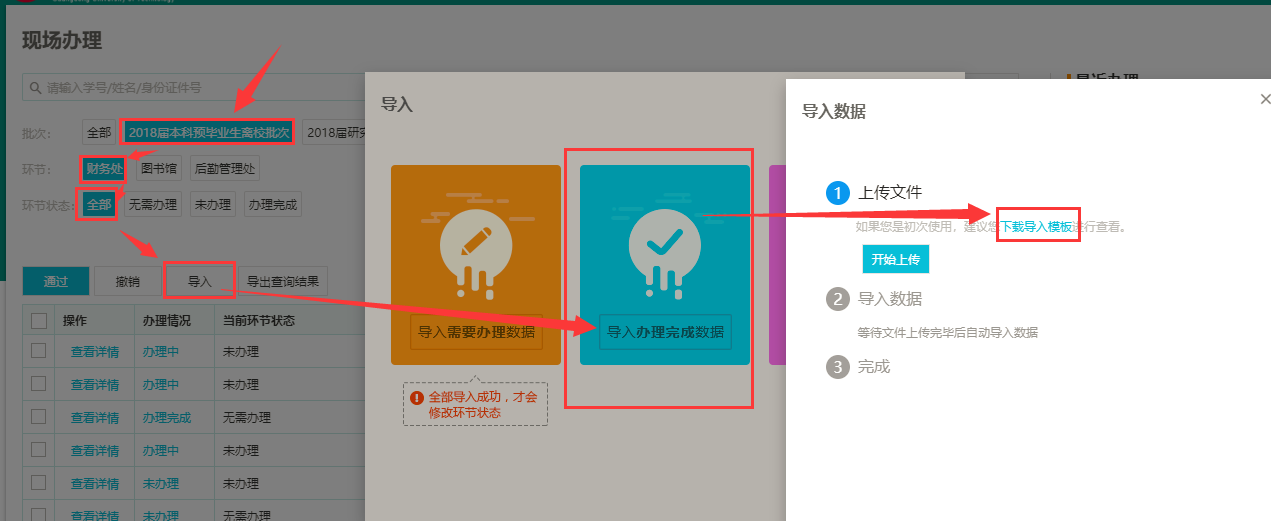 现场办理
请输入学号/姓名/身份证件号
批次: 全部 2018届本科预毕业生离校批次 2018届研究
环节: 财务处 图书馆 后勤管理处
环节状态: 全部 无需办理 未办理 办理完成
通过 撤销 导入 导出查询结果
操作 办理情况 当前环节状态
查看详情 办理中 未办理
查看详情 办理中 未办理
查看详情 办理完成 无需办理
查看详情 办理中 未办理
查看详情 未办理 未办理
查看详情 未办理 无需办理
导入
导入需要办理数据
全部导入成功，才会
修改环节状态
导入办理完成数据
最近办理
导入数据
1 上传文件
如果您是初次使用，建议您下载导入模板进行查看。
开始上传
2 导入数据
等待文件上传完毕后自动导入数据
3 完成